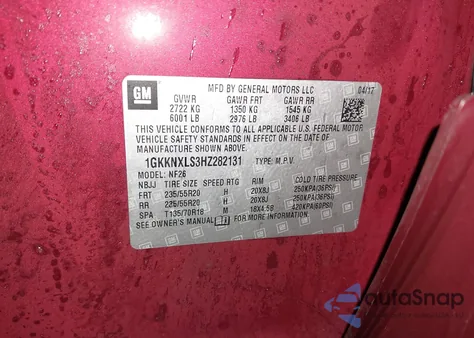 GM
MFD BY GENERAL MOTORS LLC 04/17
GVWR GAWR FRT GAWR RR
2722 KG 1350 KG 1545 KG
6001 LB 2976 LB 3406 LB
THIS VEHICLE CONFORMS TO ALL APPLICABLE U.S. FEDERAL MOTOR
VEHICLE SAFETY STANDARDS IN EFFECT ON THE DATE OF
MANUFACTURE SHOWN ABOVE.
1GKKNXLS3HZ282131 TYPE: M.P.V.
MODEL: NF26
NBJJ TIRE SIZE SPEED RTG RIM COLD TIRE PRESSURE
FRT 235/55R20 H 20X8J 250KPA(36PSI)
RR 235/55R20 H 20X8J 250KPA(36PSI)
SPA T135/70R18 M 18X4.5B 420KPA(60PSI)
SEE OWNER'S MANUAL FOR MORE INFORMATION.
AutoSnap